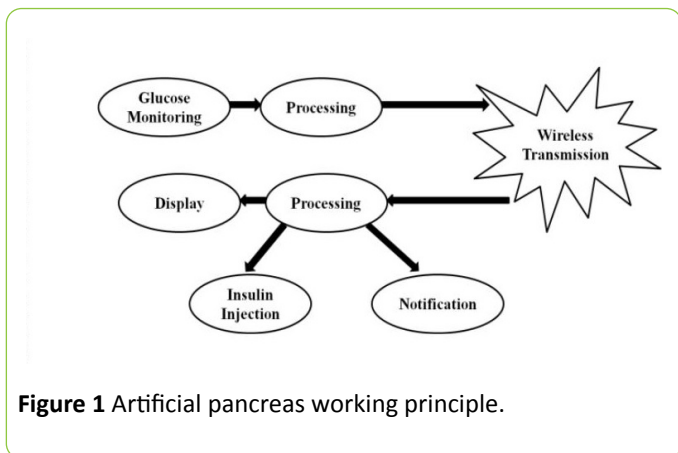 Glucose
Monitoring
Processing
Wireless
Transmission
Display
Processing
Insulin
Injection
Notification
Figure 1 Artificial pancreas working principle.